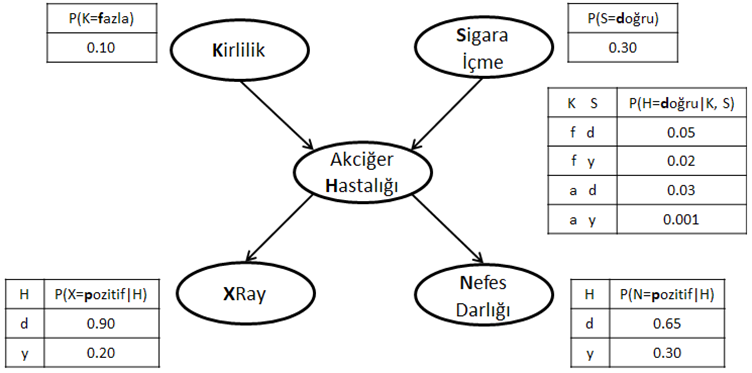 P(K=fazla)
0.10
Kirlilik
Sigara
İçme
P(S=doğru)
0.30
K S P(H=doğru|K, S)
f d 0.05
f y 0.02
a d 0.03
a y 0.001
Akciğer
Hastalığı
H P(X=pozitif|H)
d 0.90
y 0.20
XRay
Nefes
Darlığı
H P(N=pozitif|H)
d 0.65
y 0.30